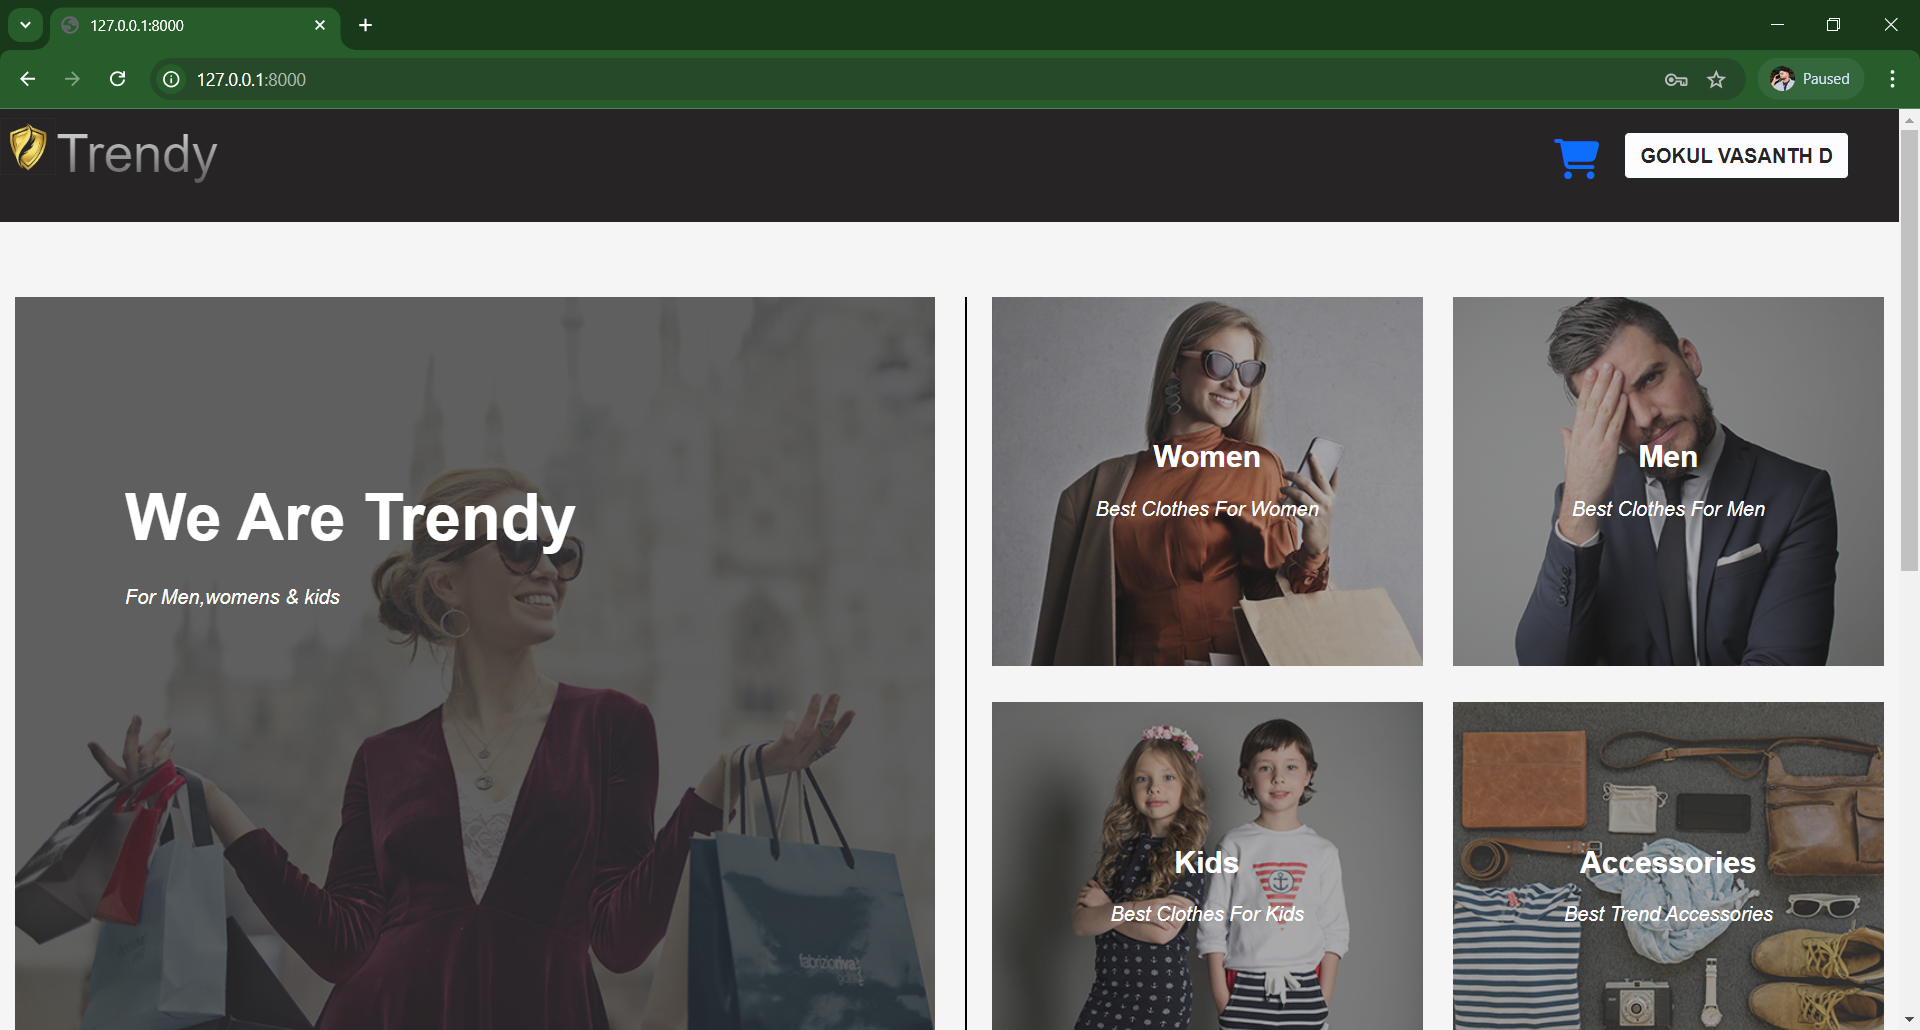 127.0.0.1:8000
127.0.0.1:8000
Paused
Trendy
GOKUL VASANTH D
We Are Trendy
For Men,womens & kids
Women
Best Clothes For Women
Men
Best Clothes For Men
Kids
Best Clothes For Kids
Accessories
Best Trend Accessories
fabrizioriva